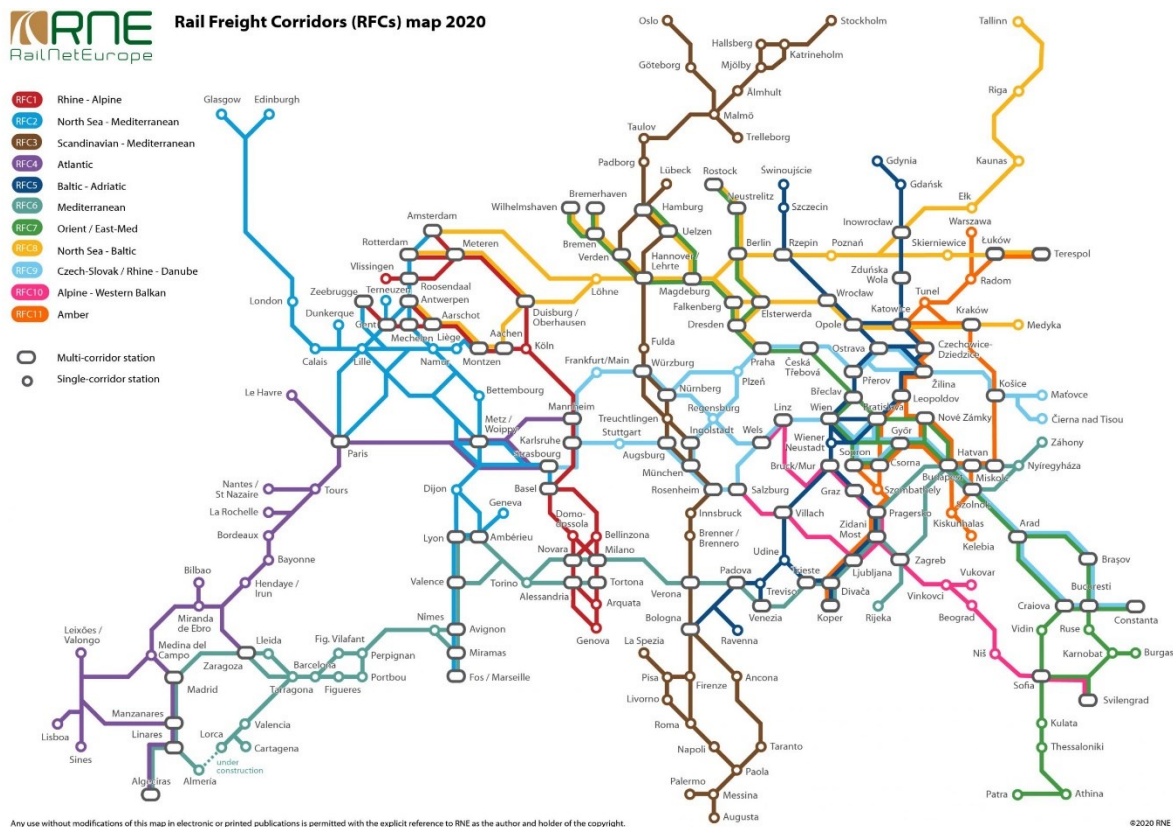 RNE
RailNetEurope
Rail Freight Corridors (RFCs) map 2020
RFC1 Rhine - Alpine
RFC2 North Sea - Mediterranean
RFC3 Scandinavian - Mediterranean
RFC4 Atlantic
RFC5 Baltic - Adriatic
RFC6 Mediterranean
RFC7 Orient / East-Med
RFC8 North Sea - Baltic
RFC9 Czech-Slovak / Rhine - Danube
RFC10 Alpine - Western Balkan
RFC11 Amber
Multi-corridor station
Single-corridor station
Oslo
Stockholm
Tallinn
Hallsberg
Katrineholm
Göteborg
Mjölby
Älmhult
Riga
Glasgow
Edinburgh
Malmö
Taulov
Trelleborg
Padborg
Kaunas
Lübeck
Rostock
Świnoujście
Gdynia
Gdańsk
Bremerhaven
Wilhelmshaven
Neustrelitz
Ełk
Hamburg
Szczecin
Inowrocław
Warszawa
Amsterdam
Uelzen
Bremen
Rotterdam
Meteren
Verden
Hannover /
Lehrte
Berlin
Rzepin
Poznań
Skierniewice
Łuków
Terespol
Vlissingen
Roosendaal
Löhne
Magdeburg
Zduńska
Wola
Radom
London
Zeebrugge
Terneuzen
Antwerpen
Duisburg /
Oberhausen
Falkenberg
Elsterwerda
Wrocław
Tunel
Dunkerque
Gent
Aarschot
Aachen
Dresden
Opole
Katowice
Kraków
Medyka
Mechelen
Liège
Köln
Calais
Lille
Namur
Montzen
Fulda
Frankfurt/Main
Würzburg
Praha
Česká
Třebová
Ostrava
Czechowice-
Dziedzice
Plzeň
Přerov
Žilina
Košice
Maťovce
Le Havre
Bettembourg
Nürnberg
Břeclav
Leopoldov
Čierna nad Tisou
Metz /
Woippy
Mannheim
Treuchtlingen
Regensburg
Ingolstadt
Linz
Wien
Bratislava
Nové Zámky
Paris
Karlsruhe
Stuttgart
Wels
Wiener
Neustadt
Győr
Záhony
Strasbourg
Augsburg
Sopron
Csorna
Hatvan
Nantes /
St Nazaire
Tours
Dijon
Basel
München
Bruck/Mur
Budapest
Miskolc
Nyíregyháza
Rosenheim
Salzburg
Graz
Szombathely
Szolnok
La Rochelle
Geneva
Domo-
dossola
Bellinzona
Innsbruck
Villach
Pragersko
Kiskunhalas
Arad
Bordeaux
Lyon
Ambérieu
Brenner /
Brennero
Zidani
Most
Kelebia
Bayonne
Novara
Milano
Udine
Zagreb
Brașov
Bilbao
Hendaye /
Irun
Valence
Torino
Tortona
Verona
Padova
Trieste
Ljubljana
Vukovar
București
Alessandria
Treviso
Divača
Vinkovci
Miranda
de Ebro
Arquata
Venezia
Koper
Rijeka
Beograd
Craiova
Constanta
Nîmes
Avignon
Genova
Bologna
Ravenna
Vidin
Ruse
Leixões /
Valongo
Medina del
Campo
Lleida
Fig. Vilafant
Perpignan
Miramas
La Spezia
Niš
Karnobat
Burgas
Zaragoza
Barcelona
Madrid
Tarragona
Figueres
Portbou
Fos / Marseille
Pisa
Firenze
Ancona
Sofia
Svilengrad
Manzanares
Livorno
Lisboa
Linares
Valencia
Roma
Kulata
Sines
Lorca
Cartagena
Napoli
Taranto
Thessaloniki
under
construction
Algeciras
Almería
Paola
Palermo
Messina
Patra
Athina
Augusta
Any use without modifications of this map in electronic or printed publications is permitted with the explicit reference to RNE as the author and holder of the copyright.
©2020 RNE